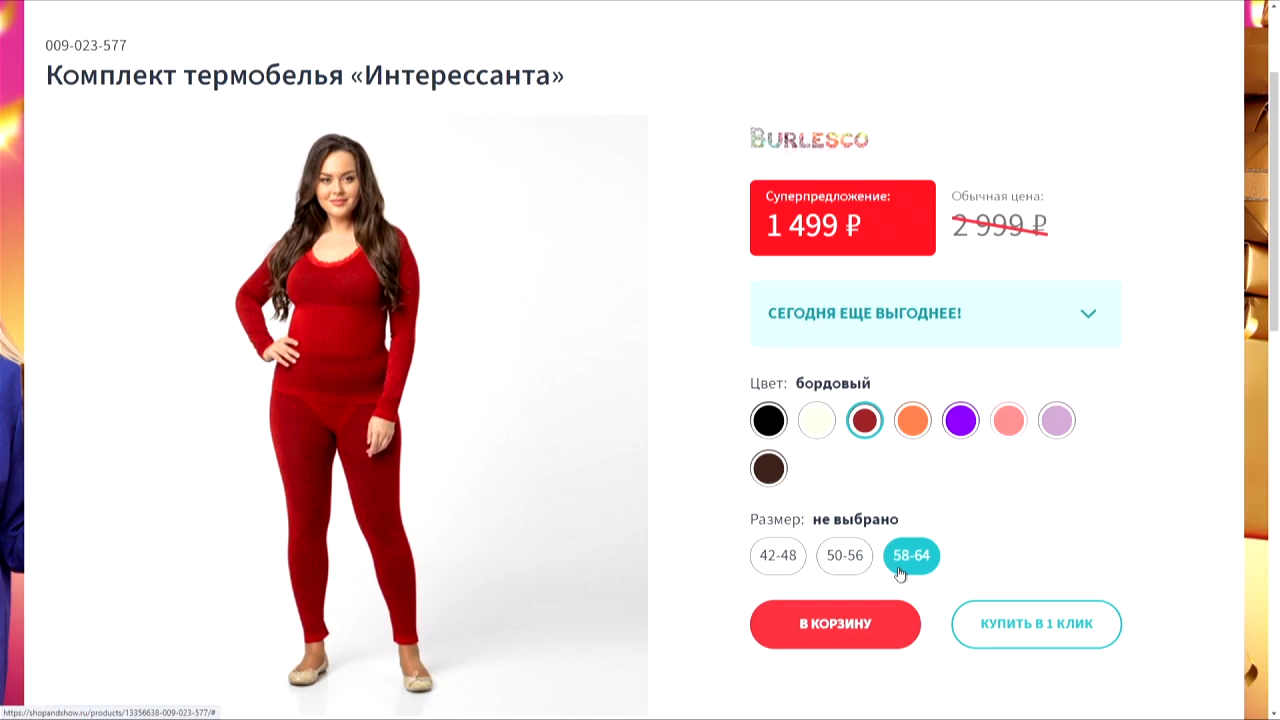 009-023-577
Комплект термобелья «Интерессанта»
BURLESCO
Суперпредложение:
1 499 ₽
Обычная цена:
2 999 ₽
СЕГОДНЯ ЕЩЕ ВЫГОДНЕЕ!
Цвет: бордовый
Размер: не выбрано
42-48
50-56
58-64
В КОРЗИНУ
КУПИТЬ В 1 КЛИК
https://shopandshow.ru/products/13356638-009-023-577/#